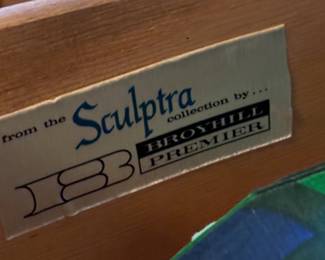 from the Sculptra collection by...
B BROYHILL
PREMIER